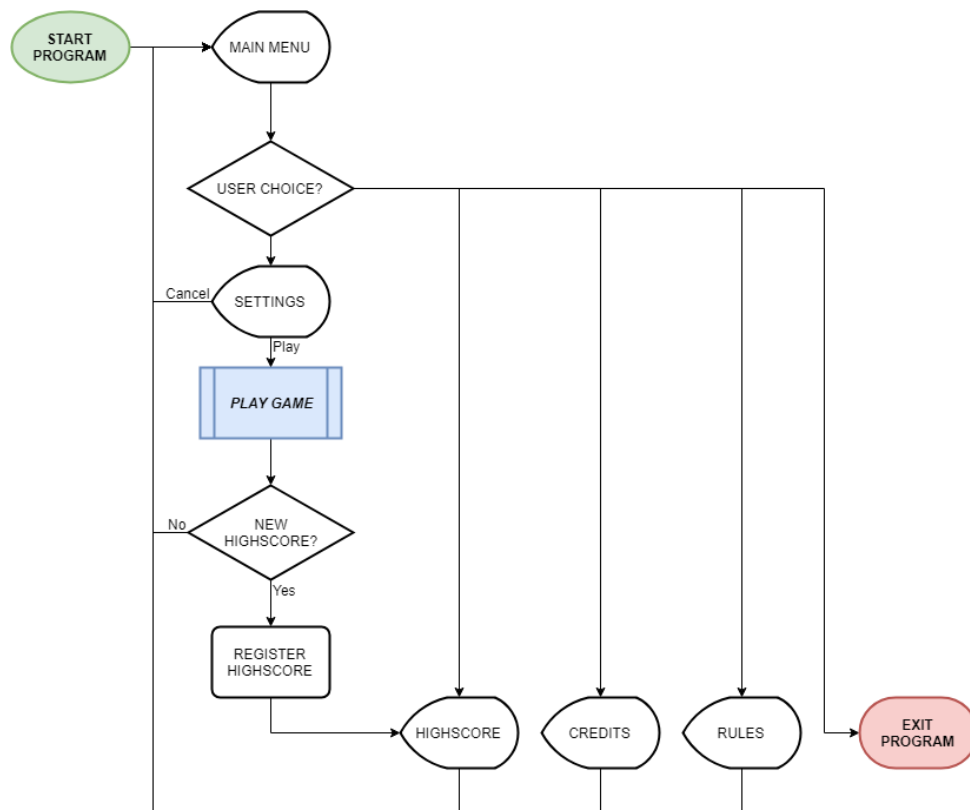 START
PROGRAM
MAIN MENU
USER CHOICE?
Cancel
SETTINGS
Play
PLAY GAME
No
NEW
HIGHSCORE?
Yes
REGISTER
HIGHSCORE
HIGHSCORE
CREDITS
RULES
EXIT
PROGRAM